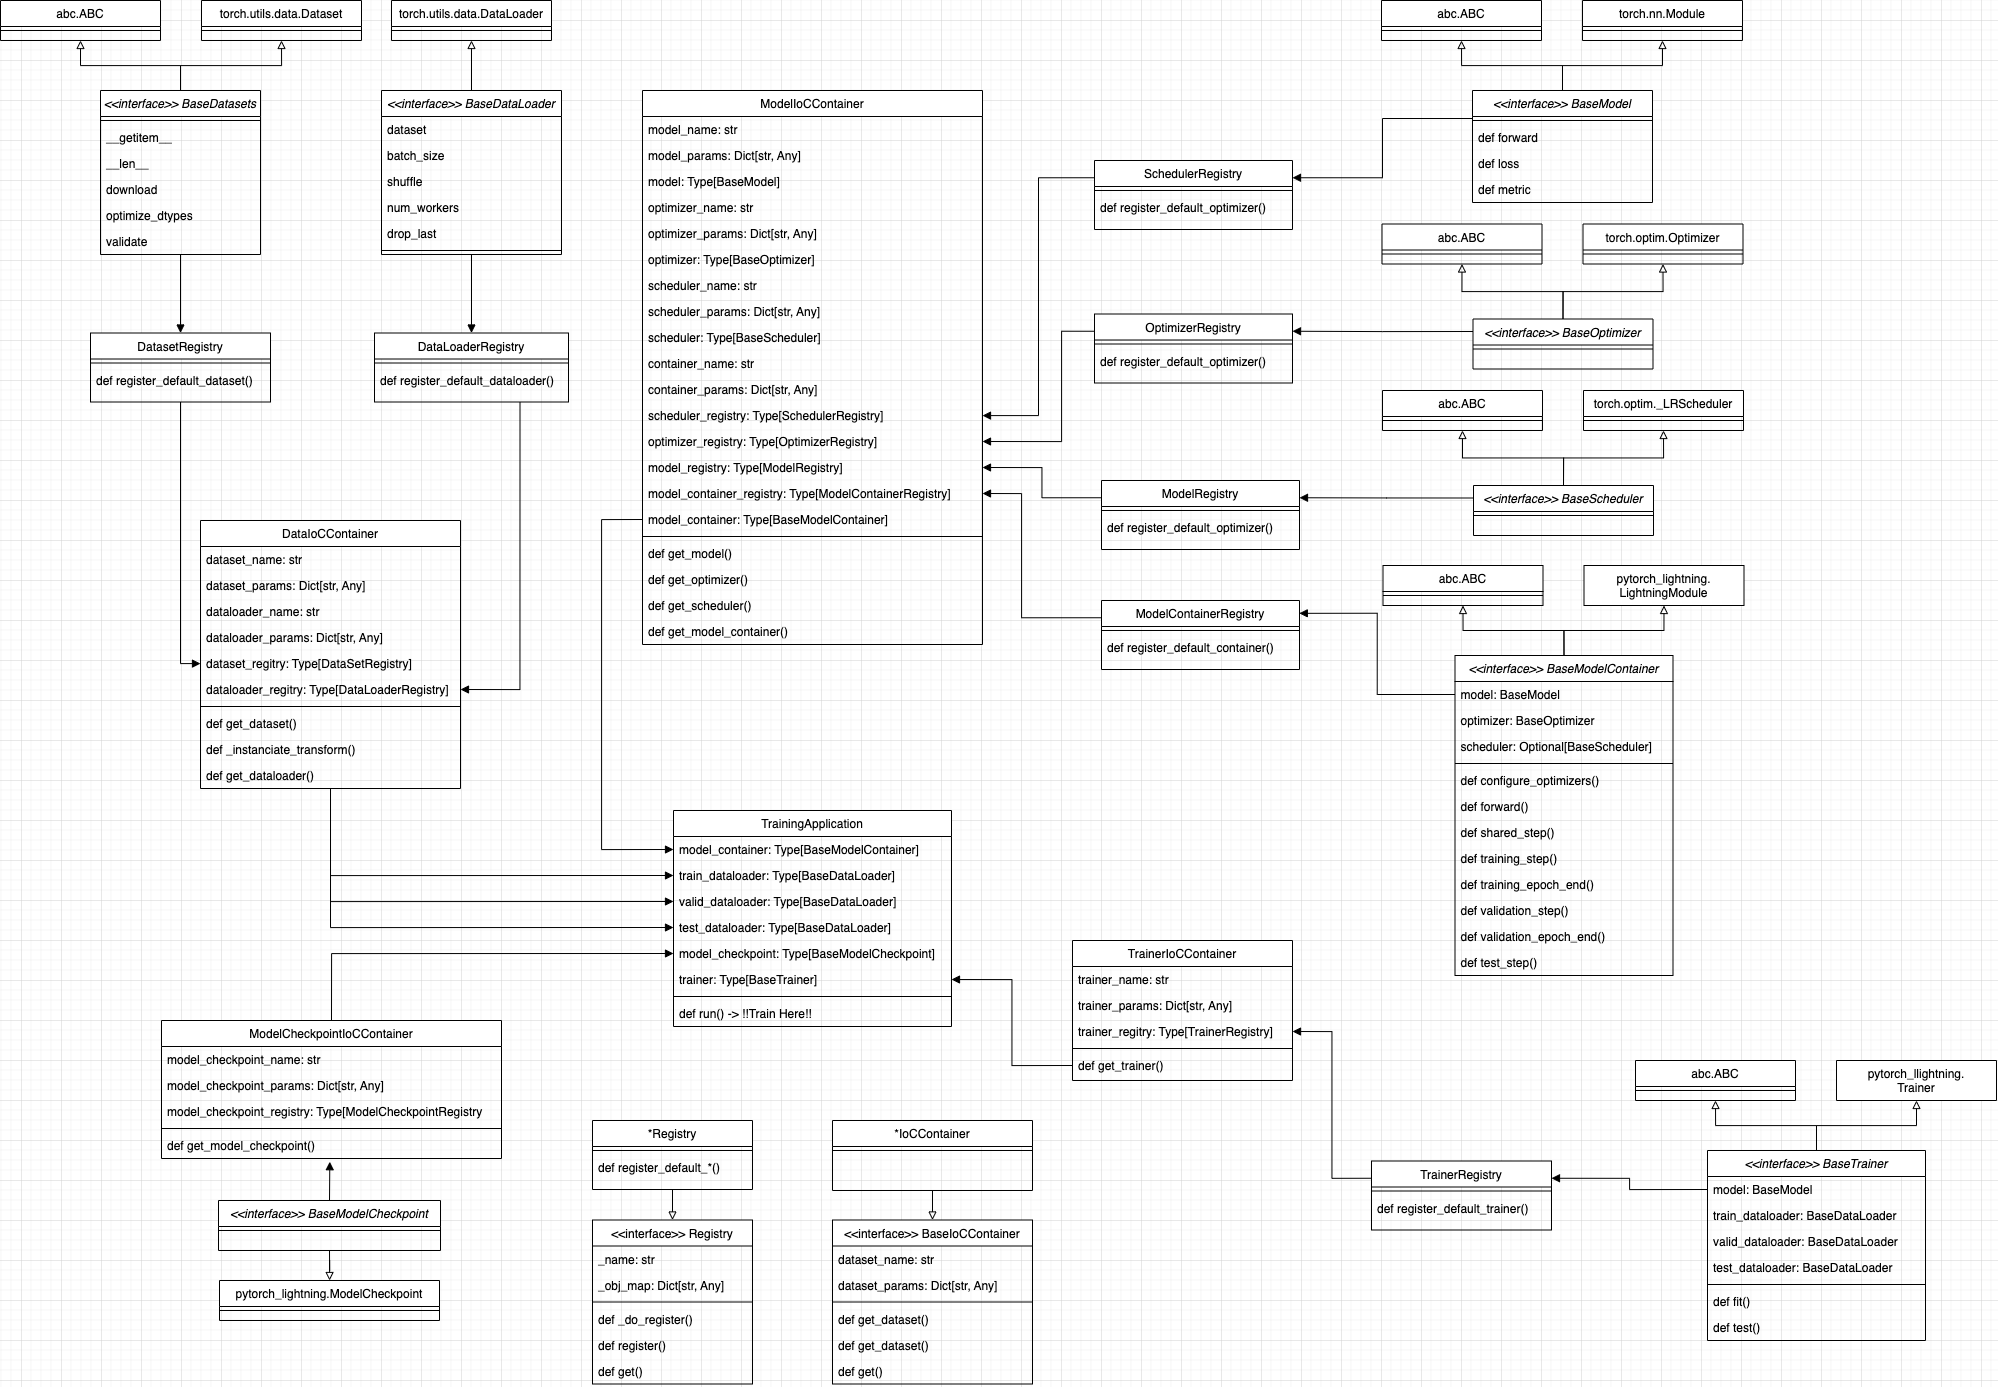 abc.ABC
torch.utils.data.Dataset
torch.utils.data.DataLoader
<<interface>> BaseDatasets
__getitem__
__len__
download
optimize_dtypes
validate
<<interface>> BaseDataLoader
dataset
batch_size
shuffle
num_workers
drop_last
DatasetRegistry
def register_default_dataset()
DataLoaderRegistry
def register_default_dataloader()
DataIoCContainer
dataset_name: str
dataset_params: Dict[str, Any]
dataloader_name: str
dataloader_params: Dict[str, Any]
dataset_regitry: Type[DataSetRegistry]
dataloader_regitry: Type[DataLoaderRegistry]
def get_dataset()
def _instanciate_transform()
def get_dataloader()
ModelIoCContainer
model_name: str
model_params: Dict[str, Any]
model: Type[BaseModel]
optimizer_name: str
optimizer_params: Dict[str, Any]
optimizer: Type[BaseOptimizer]
scheduler_name: str
scheduler_params: Dict[str, Any]
scheduler: Type[BaseScheduler]
container_name: str
container_params: Dict[str, Any]
scheduler_registry: Type[SchedulerRegistry]
optimizer_registry: Type[OptimizerRegistry]
model_registry: Type[ModelRegistry]
model_container_registry: Type[ModelContainerRegistry]
model_container: Type[BaseModelContainer]
def get_model()
def get_optimizer()
def get_scheduler()
def get_model_container()
abc.ABC
torch.nn.Module
<<interface>> BaseModel
def forward
def loss
def metric
SchedulerRegistry
def register_default_optimizer()
abc.ABC
torch.optim.Optimizer
<<interface>> BaseOptimizer
OptimizerRegistry
def register_default_optimizer()
abc.ABC
torch.optim._LRScheduler
<<interface>> BaseScheduler
ModelRegistry
def register_default_optimizer()
abc.ABC
pytorch_lightning.
LightningModule
ModelContainerRegistry
def register_default_container()
<<interface>> BaseModelContainer
model: BaseModel
optimizer: BaseOptimizer
scheduler: Optional[BaseScheduler]
def configure_optimizers()
def forward()
def shared_step()
def training_step()
def training_epoch_end()
def validation_step()
def validation_epoch_end()
def test_step()
TrainingApplication
model_container: Type[BaseModelContainer]
train_dataloader: Type[BaseDataLoader]
valid_dataloader: Type[BaseDataLoader]
test_dataloader: Type[BaseDataLoader]
model_checkpoint: Type[BaseModelCheckpoint]
trainer: Type[BaseTrainer]
def run() -> !!Train Here!!
TrainerIoCContainer
trainer_name: str
trainer_params: Dict[str, Any]
trainer_regitry: Type[TrainerRegistry]
def get_trainer()
ModelCheckpointIoCContainer
model_checkpoint_name: str
model_checkpoint_params: Dict[str, Any]
model_checkpoint_registry: Type[ModelCheckpointRegistry
def get_model_checkpoint()
<<interface>> BaseModelCheckpoint
pytorch_lightning.ModelCheckpoint
*Registry
def register_default_*()
<<interface>> Registry
_name: str
_obj_map: Dict[str, Any]
def _do_register()
def register()
def get()
*IoCContainer
<<interface>> BaseIoCContainer
dataset_name: str
dataset_params: Dict[str, Any]
def get_dataset()
def get_dataset()
def get()
abc.ABC
pytorch_llightning.
Trainer
TrainerRegistry
def register_default_trainer()
<<interface>> BaseTrainer
model: BaseModel
train_dataloader: BaseDataLoader
valid_dataloader: BaseDataLoader
test_dataloader: BaseDataLoader
def fit()
def test()